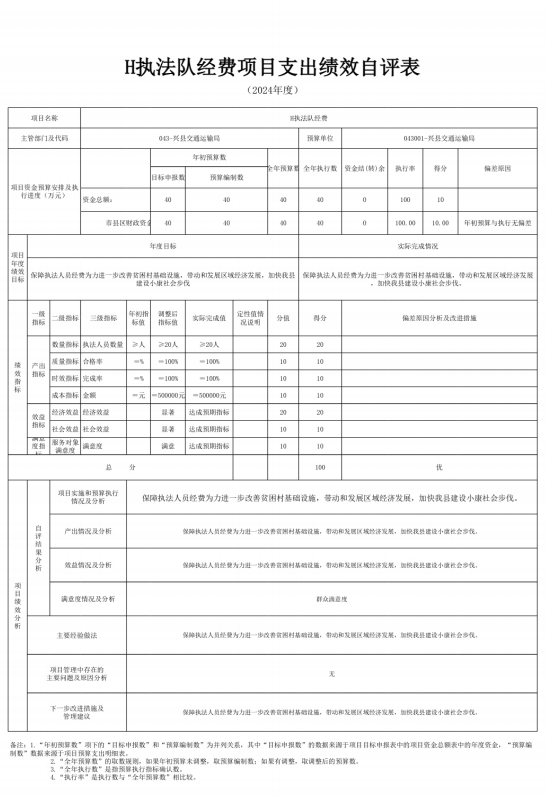 H执法队经费项目支出绩效自评表
（2024年度）
项目名称 H执法队经费
主管部门及代码 043-兴县交通运输局 预算单位 043001-兴县交通运输局
项目资金预算安排及执行进度（万元） 年初预算数 全年预算数 全年执行数 资金结(转)余 执行率 得分 偏差原因
目标申报数 预算编制数
资金总额: 40 40 40 40 0 100 10
市县区财政资金 40 40 40 40 0 100.00 10.00 年初预算与执行无偏差
项目年度绩效目标 年度目标 实际完成情况
保障执法人员经费为力进一步改善贫困村基础设施，带动和发展区域经济发展，加快我县建设小康社会步伐
保障执法人员经费为力进一步改善贫困村基础设施，带动和发展区域经济发展，加快我县建设小康社会步伐。
绩效指标 一级指标 二级指标 三级指标 年初指标值 调整后指标值 实际完成值 定性值情况说明 分值 得分 偏差原因分析及改进措施
产出指标 数量指标 执法人员数量 ≥人 ≥20人 ≥20人 20 20
质量指标 合格率 =% =100% =100% 10 10
时效指标 完成率 =% =100% =100% 10 10
成本指标 金额 =元 =500000元 =500000元 10 10
效益指标 经济效益 经济效益 显著 达成预期指标 20 20
社会效益 社会效益 显著 达成预期指标 10 10
满意度指标 服务对象满意度 满意度 满意 达成预期指标 10 10
总 分 100 优
项目绩效分析 自评结果分析 项目实施和预算执行情况及分析 保障执法人员经费为力进一步改善贫困村基础设施，带动和发展区域经济发展，加快我县建设小康社会步伐。
产出情况及分析 保障执法人员经费为力进一步改善贫困村基础设施，带动和发展区域经济发展，加快我县建设小康社会步伐。
效益情况及分析 保障执法人员经费为力进一步改善贫困村基础设施，带动和发展区域经济发展，加快我县建设小康社会步伐。
满意度情况及分析 群众满意度
主要经验做法 保障执法人员经费为力进一步改善贫困村基础设施，带动和发展区域经济发展，加快我县建设小康社会步伐。
项目管理中存在的主要问题及原因分析 无
下一步改进措施及管理建议 保障执法人员经费为力进一步改善贫困村基础设施，带动和发展区域经济发展，加快我县建设小康社会步伐。
备注：1.“年初预算数”项下的“目标申报数”和“预算编制数”为并列关系，其中“目标申报数”的数据来源于项目目标申报表中的项目资金总额表中的年度资金，“预算编
制数”数据来源于项目预算支出明细表。
2.“全年预算数”的取数规则，如果年初预算未调整，取预算编制数；如果有调整，取调整后的预算数。
3.“全年执行数”是指预算执行指标确认数。
4.“执行率”是执行数与“全年预算数”相比较。